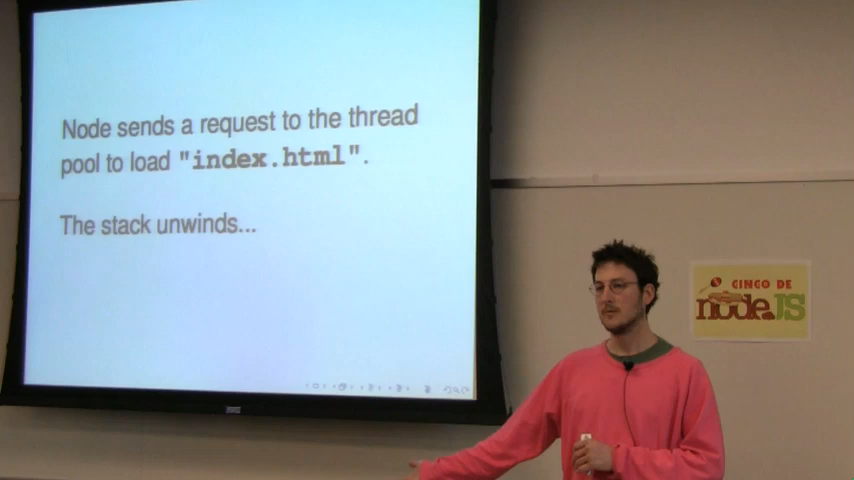 Node sends a request to the thread
pool to load "index.html".
The stack unwinds...
CINCO DE
node.JS